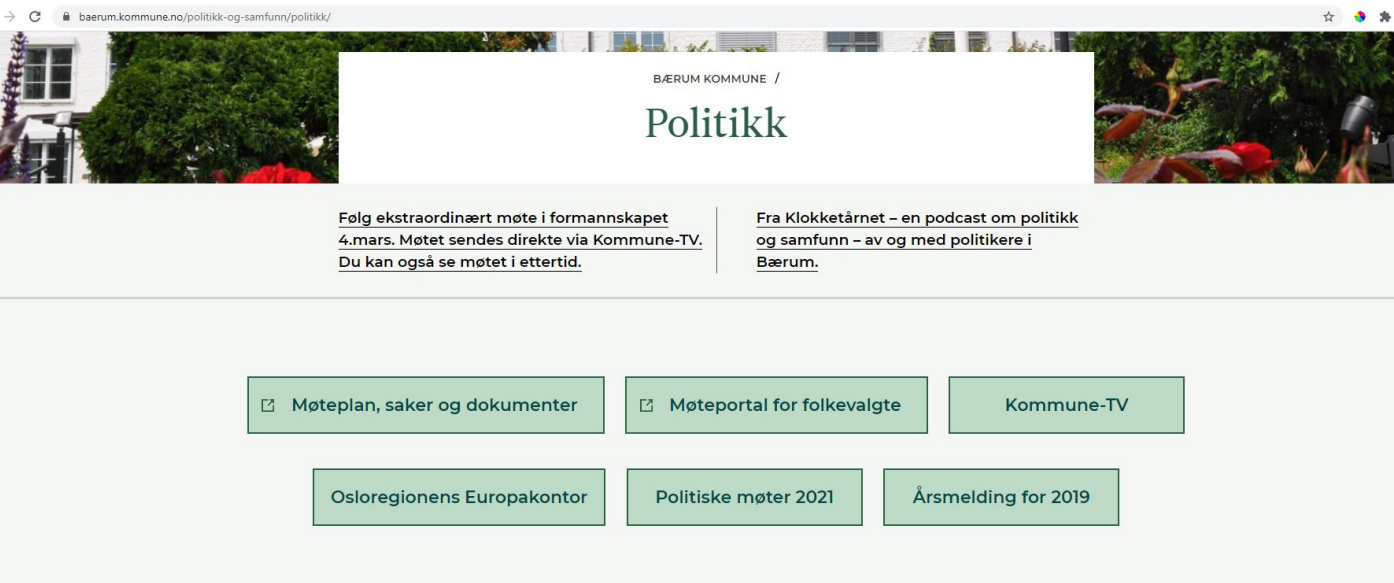 baerum.kommune.no/politikk-og-samfunn/politikk/
BÆRUM KOMMUNE /
Politikk
Følg ekstraordinært møte i formannskapet
4.mars. Møtet sendes direkte via Kommune-TV.
Du kan også se møtet i ettertid.
Fra Klokketårnet – en podcast om politikk
og samfunn – av og med politikere i
Bærum.
Møteplan, saker og dokumenter
Møteportal for folkevalgte
Kommune-TV
Osloregionens Europakontor
Politiske møter 2021
Årsmelding for 2019